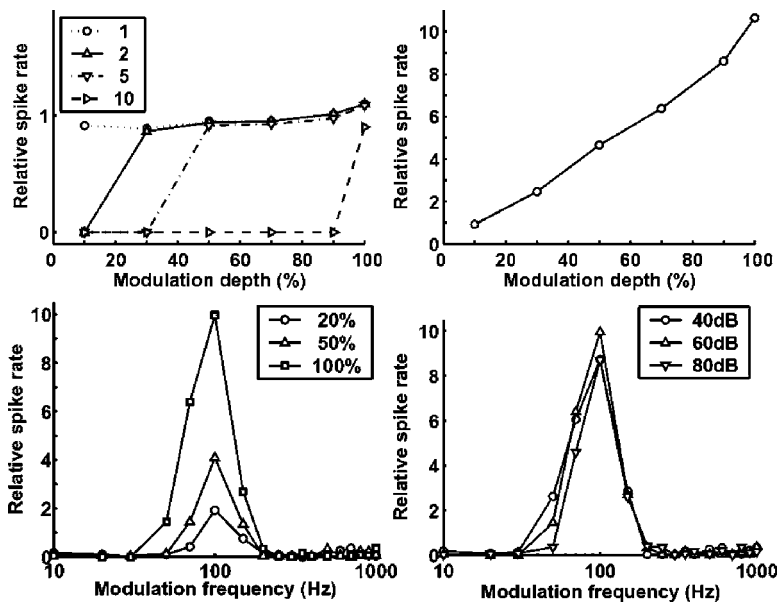 1
2
5
10
Relative spike rate
1
0
0 20 40 60 80 100
Modulation depth (%)
Relative spike rate
10
8
6
4
2
0
0 20 40 60 80 100
Modulation depth (%)
20%
50%
100%
Relative spike rate
10
8
6
4
2
0
10 100 1000
Modulation frequency (Hz)
40dB
60dB
80dB
Relative spike rate
10
8
6
4
2
0
10 100 1000
Modulation frequency (Hz)